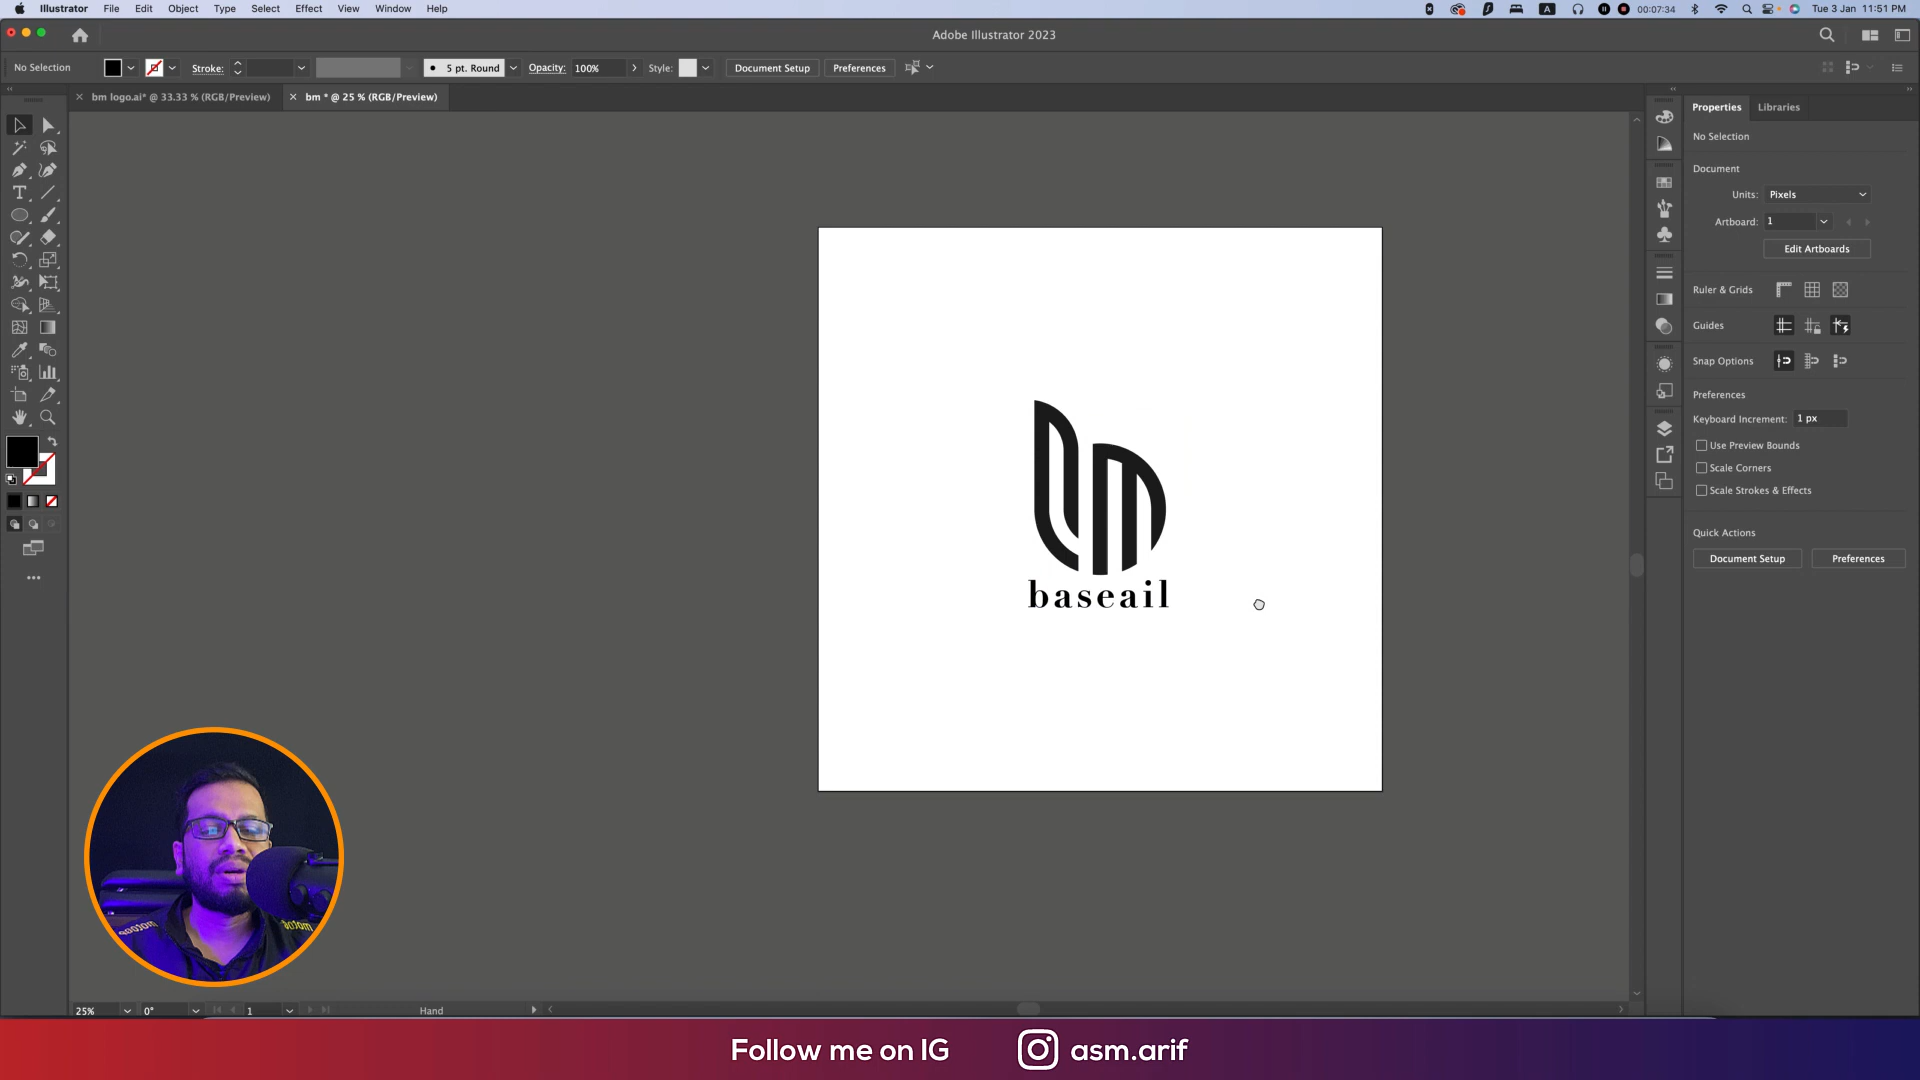 Illustrator File Edit Object Type Select Effect View Window Help
A 00:07:34 Tue 3 Jan 11:51 PM
Adobe Illustrator 2023
No Selection Stroke: 5 pt. Round Opacity: 100% Style: Document Setup Preferences
bm logo.ai* @ 33.33 % (RGB/Preview) bm * @ 25 % (RGB/Preview)
Properties Libraries
No Selection
Document
Units: Pixels
Artboard: 1
Edit Artboards
Ruler & Grids
Guides
Snap Options
Preferences
Keyboard Increment: 1 px
Use Preview Bounds
Scale Corners
Scale Strokes & Effects
Quick Actions
Document Setup Preferences
bm
baseail
25% 0° 1 Hand
Follow me on IG asm.arif